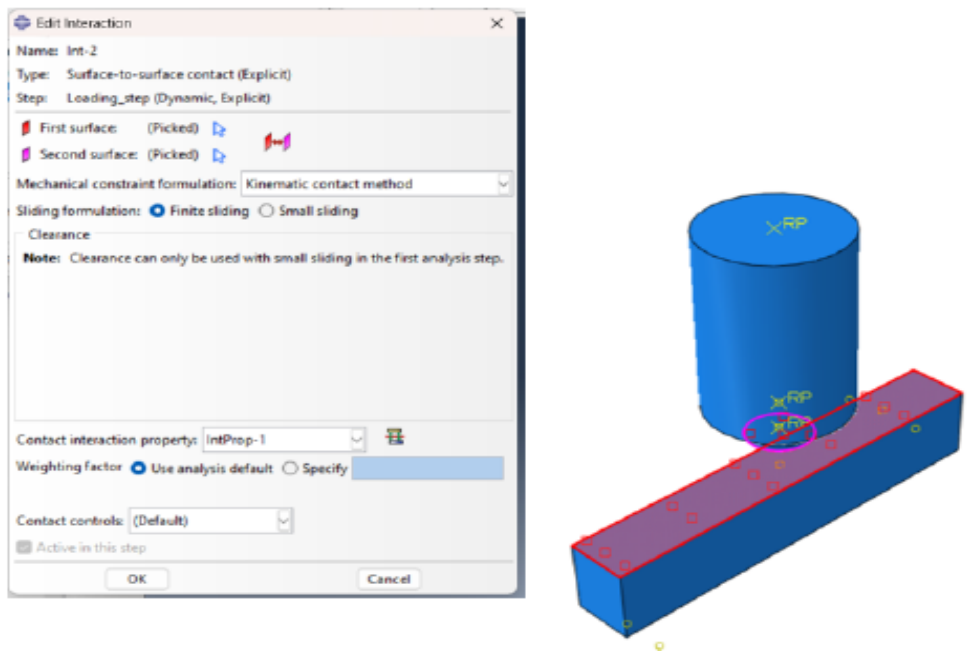 Edit Interaction
Name: Int-2
Type: Surface-to-surface contact (Explicit)
Step: Loading_step (Dynamic, Explicit)
First surface: (Picked)
Second surface: (Picked)
Mechanical constraint formulation: Kinematic contact method
Sliding formulation: Finite sliding Small sliding
Clearance
Note: Clearance can only be used with small sliding in the first analysis step.
Contact interaction property: IntProp-1
Weighting factor Use analysis default Specify
Contact controls: (Default)
Active in this step
OK Cancel
RP
RP
RP